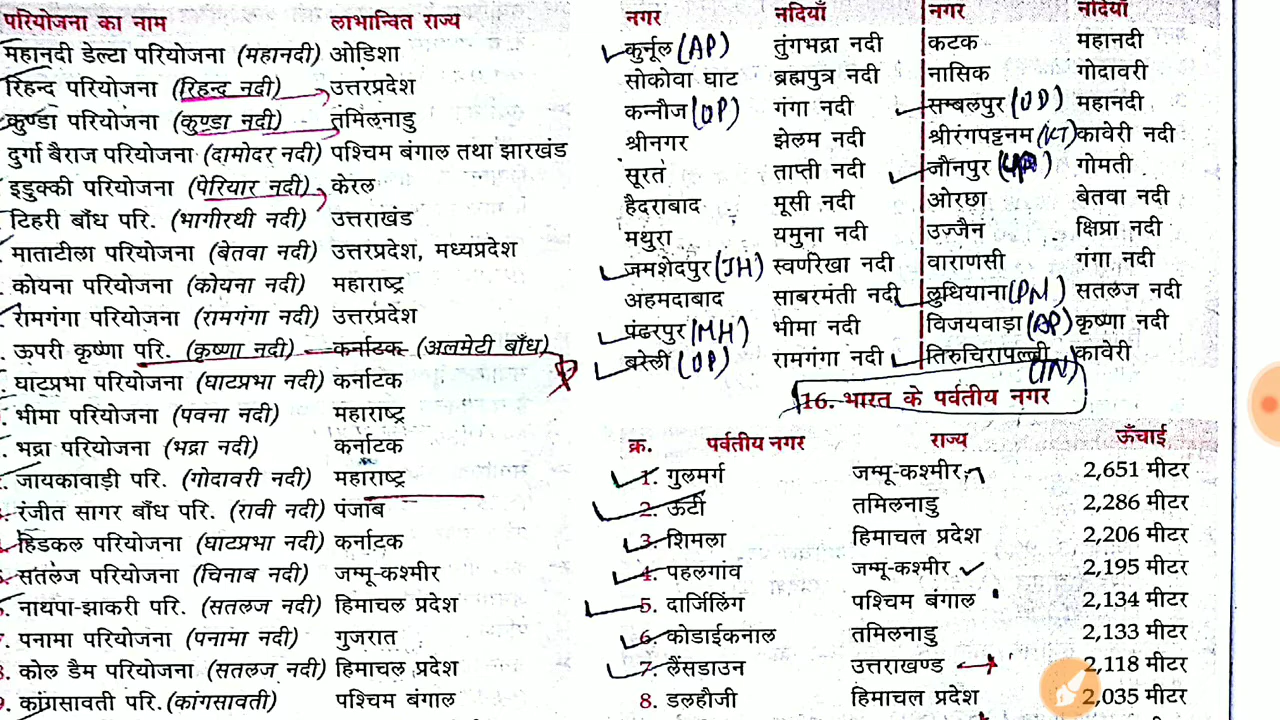 परियोजना का नाम लाभान्वित राज्य
महानदी डेल्टा परियोजना (महानदी) ओडिशा
रिहन्द परियोजना (रिहन्द नदी) उत्तरप्रदेश
कुण्डा परियोजना (कुण्डा नदी) तमिलनाडु
दुर्गा बैराज परियोजना (दामोदर नदी) पश्चिम बंगाल तथा झारखंड
इडुक्की परियोजना (पेरियार नदी) केरल
टिहरी बाँध परि. (भागीरथी नदी) उत्तराखंड
माताटीला परियोजना (बेतवा नदी) उत्तरप्रदेश, मध्यप्रदेश
कोयना परियोजना (कोयना नदी) महाराष्ट्र
रामगंगा परियोजना (रामगंगा नदी) उत्तरप्रदेश
ऊपरी कृष्णा परि. (कृष्णा नदी) कर्नाटक (अलमेटी बाँध)
घाटप्रभा परियोजना (घाटप्रभा नदी) कर्नाटक
भीमा परियोजना (पवना नदी) महाराष्ट्र
भद्रा परियोजना (भद्रा नदी) कर्नाटक
जायकावाड़ी परि. (गोदावरी नदी) महाराष्ट्र
रंजीत सागर बाँध परि. (रावी नदी) पंजाब
हिडकल परियोजना (घाटप्रभा नदी) कर्नाटक
सतलज परियोजना (चिनाब नदी) जम्मू-कश्मीर
नाथपा-झाकरी परि. (सतलज नदी) हिमाचल प्रदेश
पनामा परियोजना (पनामा नदी) गुजरात
कोल डैम परियोजना (सतलज नदी) हिमाचल प्रदेश
कांगसावती परि. (कांगसावती) पश्चिम बंगाल
नगर नदियाँ नगर नदियाँ
कुर्नूल (AP) तुंगभद्रा नदी कटक महानदी
सोकोवा घाट ब्रह्मपुत्र नदी नासिक गोदावरी
कन्नौज (UP) गंगा नदी सम्बलपुर (OD) महानदी
श्रीनगर झेलम नदी श्रीरंगपट्टनम (KT) कावेरी नदी
सूरत ताप्ती नदी जौनपुर (UP) गोमती
हैदराबाद मूसी नदी ओरछा बेतवा नदी
मथुरा यमुना नदी उज्जैन क्षिप्रा नदी
जमशेदपुर (JH) स्वर्णरेखा नदी वाराणसी गंगा नदी
अहमदाबाद साबरमती नदी लुधियाना (PN) सतलज नदी
पंढरपुर (MH) भीमा नदी विजयवाड़ा (AP) कृष्णा नदी
बरेली (UP) रामगंगा नदी तिरुचिरापल्ली (TN) कावेरी
16. भारत के पर्वतीय नगर
क्र. पर्वतीय नगर राज्य ऊँचाई
1. गुलमर्ग जम्मू-कश्मीर 2,651 मीटर
2. ऊटी तमिलनाडु 2,286 मीटर
3. शिमला हिमाचल प्रदेश 2,206 मीटर
4. पहलगांव जम्मू-कश्मीर 2,195 मीटर
5. दार्जिलिंग पश्चिम बंगाल 2,134 मीटर
6. कोडाईकनाल तमिलनाडु 2,133 मीटर
7. लैंसडाउन उत्तराखण्ड 2,118 मीटर
8. डलहौजी हिमाचल प्रदेश 2,035 मीटर